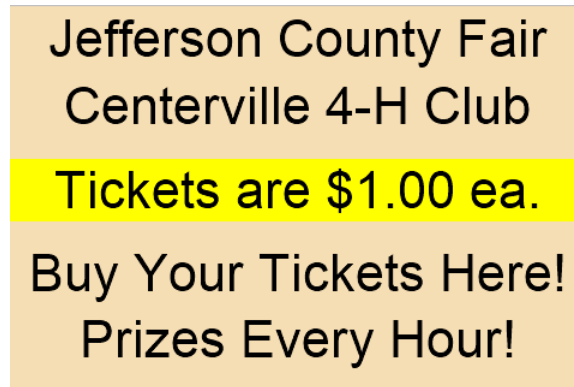 Jefferson County Fair
Centerville 4-H Club
Tickets are $1.00 ea.
Buy Your Tickets Here!
Prizes Every Hour!